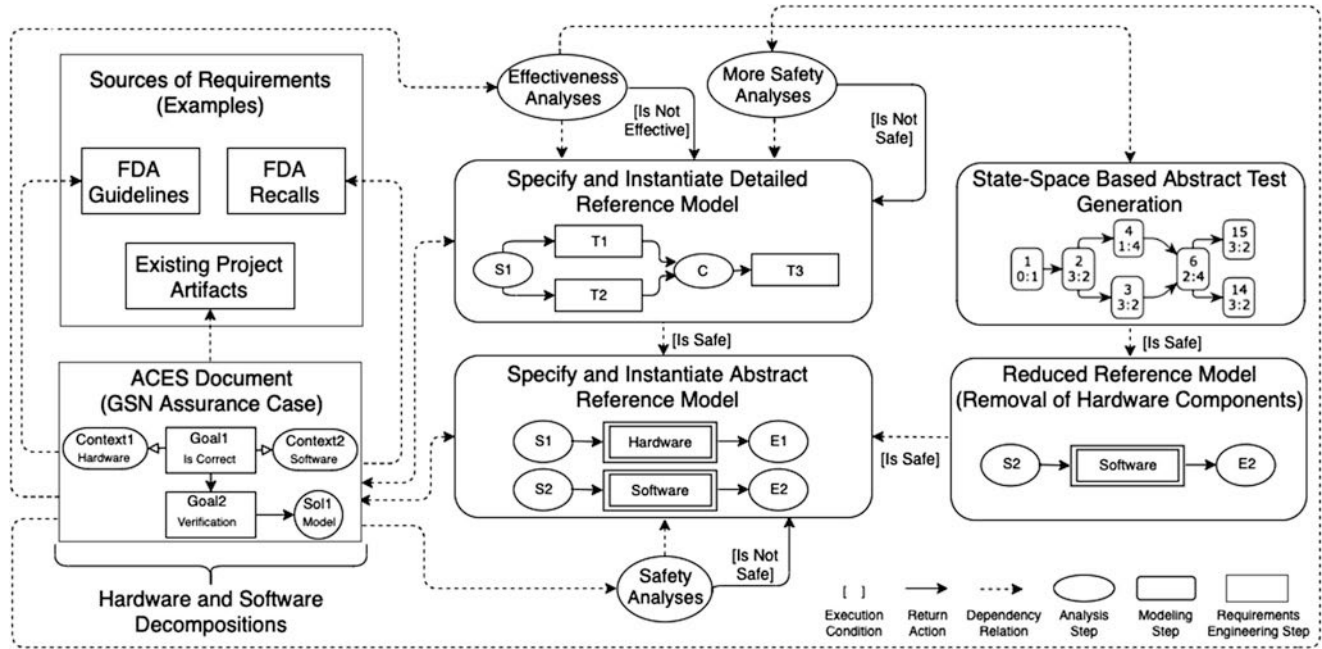 Sources of Requirements
(Examples)
FDA
Guidelines
FDA
Recalls
Existing Project
Artifacts
ACES Document
(GSN Assurance Case)
Context1
Hardware
Goal1
Is Correct
Context2
Software
Goal2
Verification
Sol1
Model
Hardware and Software
Decompositions
Effectiveness
Analyses
[Is Not
Effective]
More Safety
Analyses
[Is Not
Safe]
Specify and Instantiate Detailed
Reference Model
S1
T1
T2
C
T3
[Is Safe]
Specify and Instantiate Abstract
Reference Model
S1
Hardware
E1
S2
Software
E2
Safety
Analyses
[Is Not
Safe]
State-Space Based Abstract Test
Generation
1
0:1
2
3:2
4
1:4
3
3:2
6
2:4
15
3:2
14
3:2
[Is Safe]
Reduced Reference Model
(Removal of Hardware Components)
S2
Software
E2
[Is Safe]
[ ]
Execution
Condition
Return
Action
Dependency
Relation
Analysis
Step
Modeling
Step
Requirements
Engineering Step